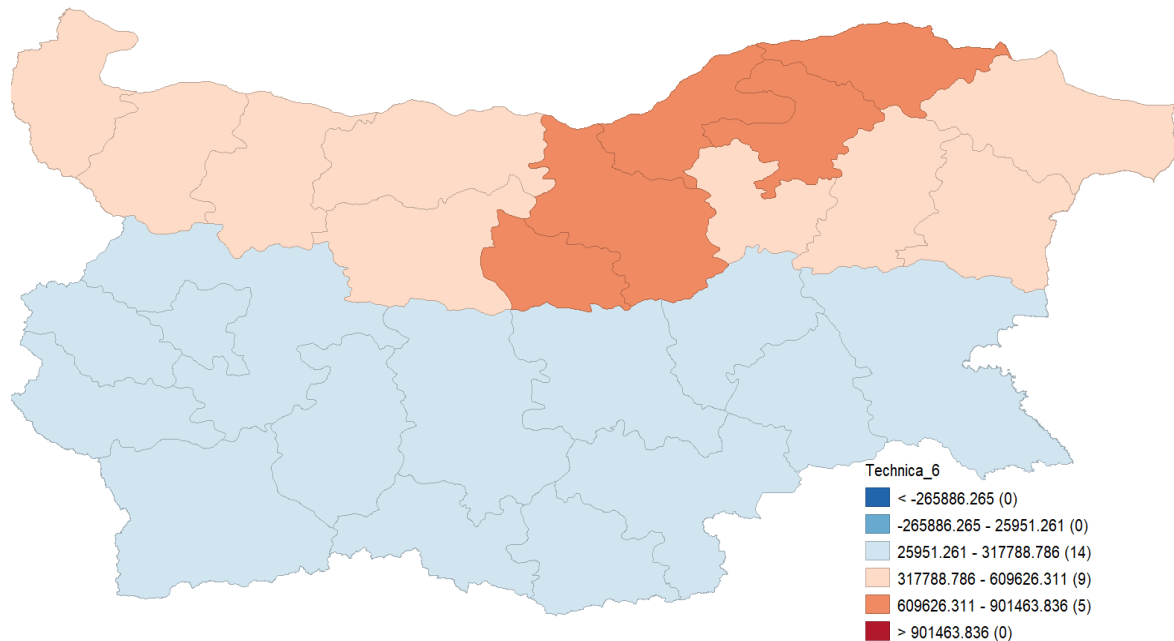 Technica_6
< -265886.265 (0)
-265886.265 - 25951.261 (0)
25951.261 - 317788.786 (14)
317788.786 - 609626.311 (9)
609626.311 - 901463.836 (5)
> 901463.836 (0)